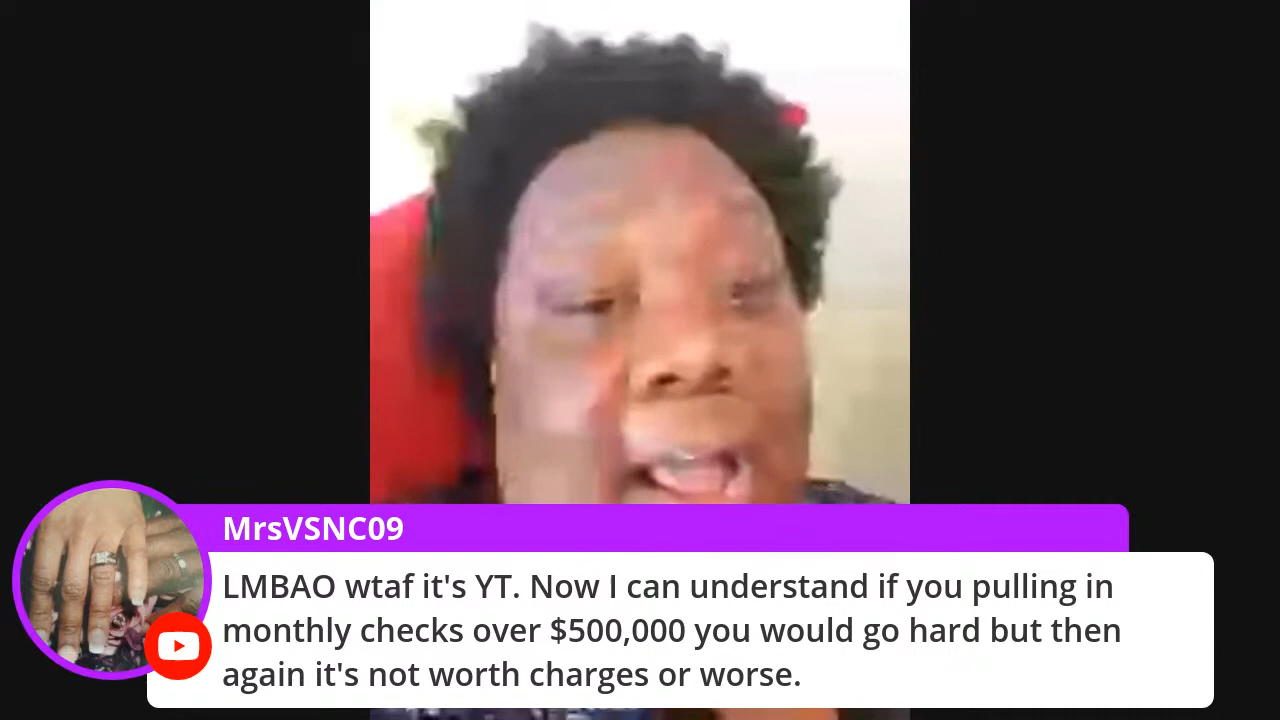 MrsVSNC09
LMBAO wtaf it's YT. Now I can understand if you pulling in
monthly checks over $500,000 you would go hard but then
again it's not worth charges or worse.